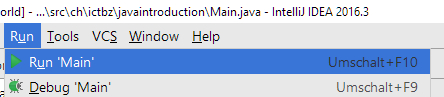 orld] - ...\src\ch\ictbz\javaintroduction\Main.java - IntelliJ IDEA 2016.3
Run Tools VCS Window Help
Run 'Main' Umschalt+F10
Debug 'Main' Umschalt+F9